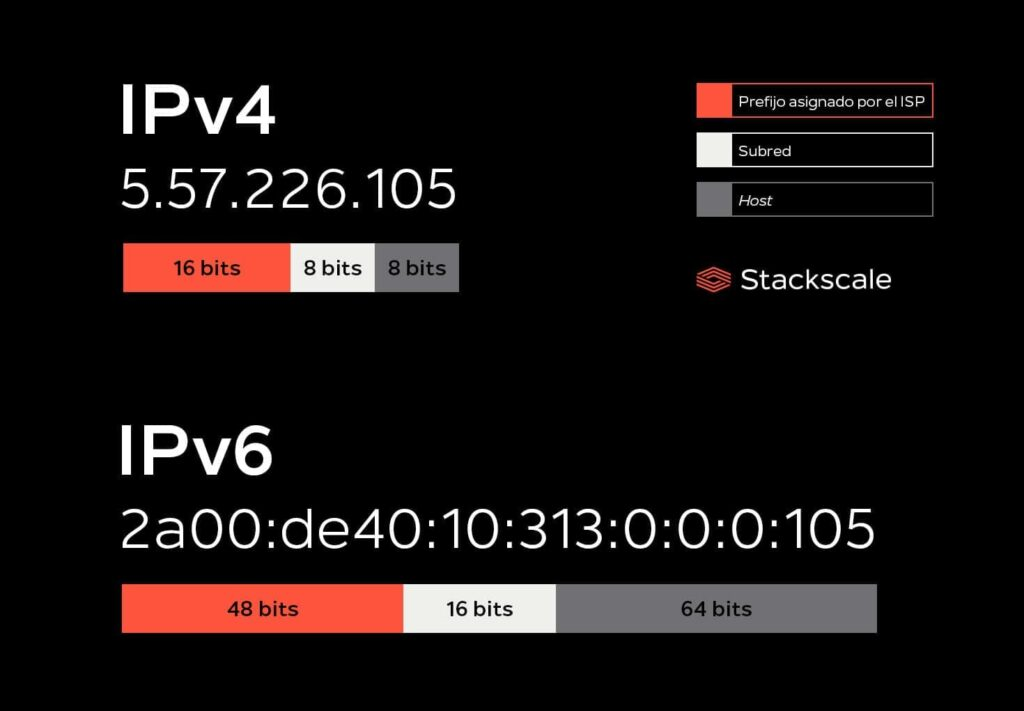 IPv4
5.57.226.105
16 bits
8 bits
8 bits
Prefijo asignado por el ISP
Subred
Host
Stackscale
IPv6
2a00:de40:10:313:0:0:0:105
48 bits
16 bits
64 bits